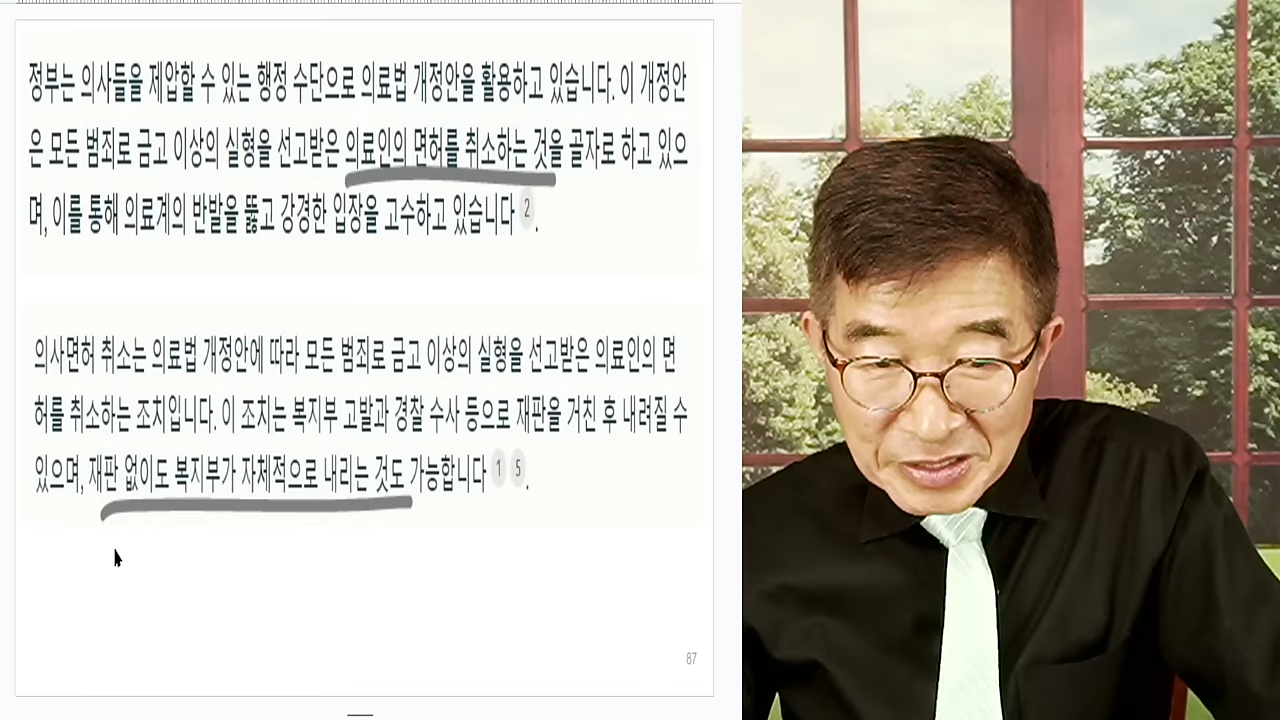 정부는 의사들을 제압할 수 있는 행정 수단으로 의료법 개정안을 활용하고 있습니다. 이 개정안
은 모든 범죄로 금고 이상의 실형을 선고받은 의료인의 면허를 취소하는 것을 골자로 하고 있으
며, 이를 통해 의료계의 반발을 뚫고 강경한 입장을 고수하고 있습니다 2 .
의사면허 취소는 의료법 개정안에 따라 모든 범죄로 금고 이상의 실형을 선고받은 의료인의 면
허를 취소하는 조치입니다. 이 조치는 복지부 고발과 경찰 수사 등으로 재판을 거친 후 내려질 수
있으며, 재판 없이도 복지부가 자체적으로 내리는 것도 가능합니다 1 5 .
87